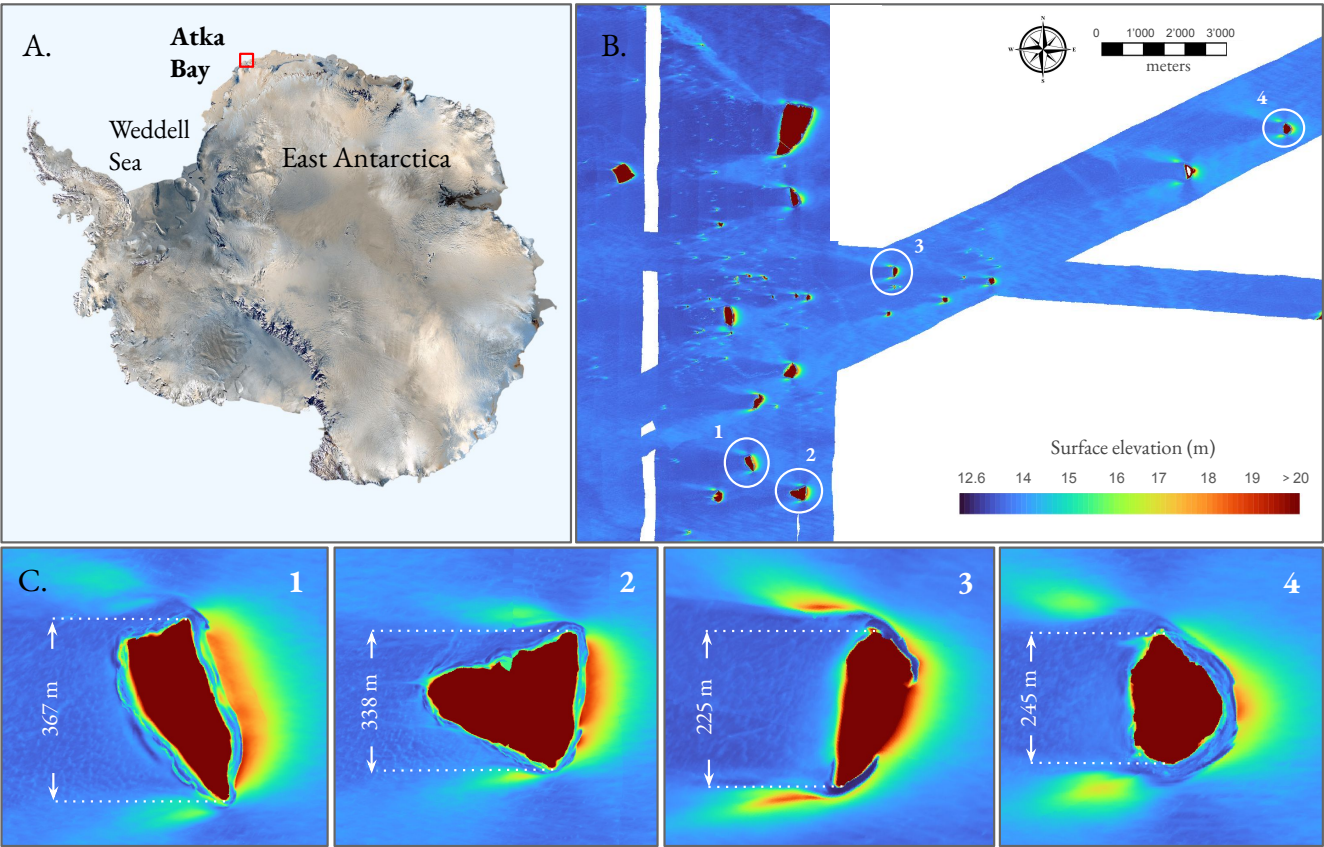 A.
Atka
Bay
Weddell
Sea
East Antarctica
B.
N
W
E
S
0 1'000 2'000 3'000
meters
4
3
1
2
Surface elevation (m)
12.6 14 15 16 17 18 19 > 20
C.
1
367 m
2
338 m
3
225 m
4
245 m